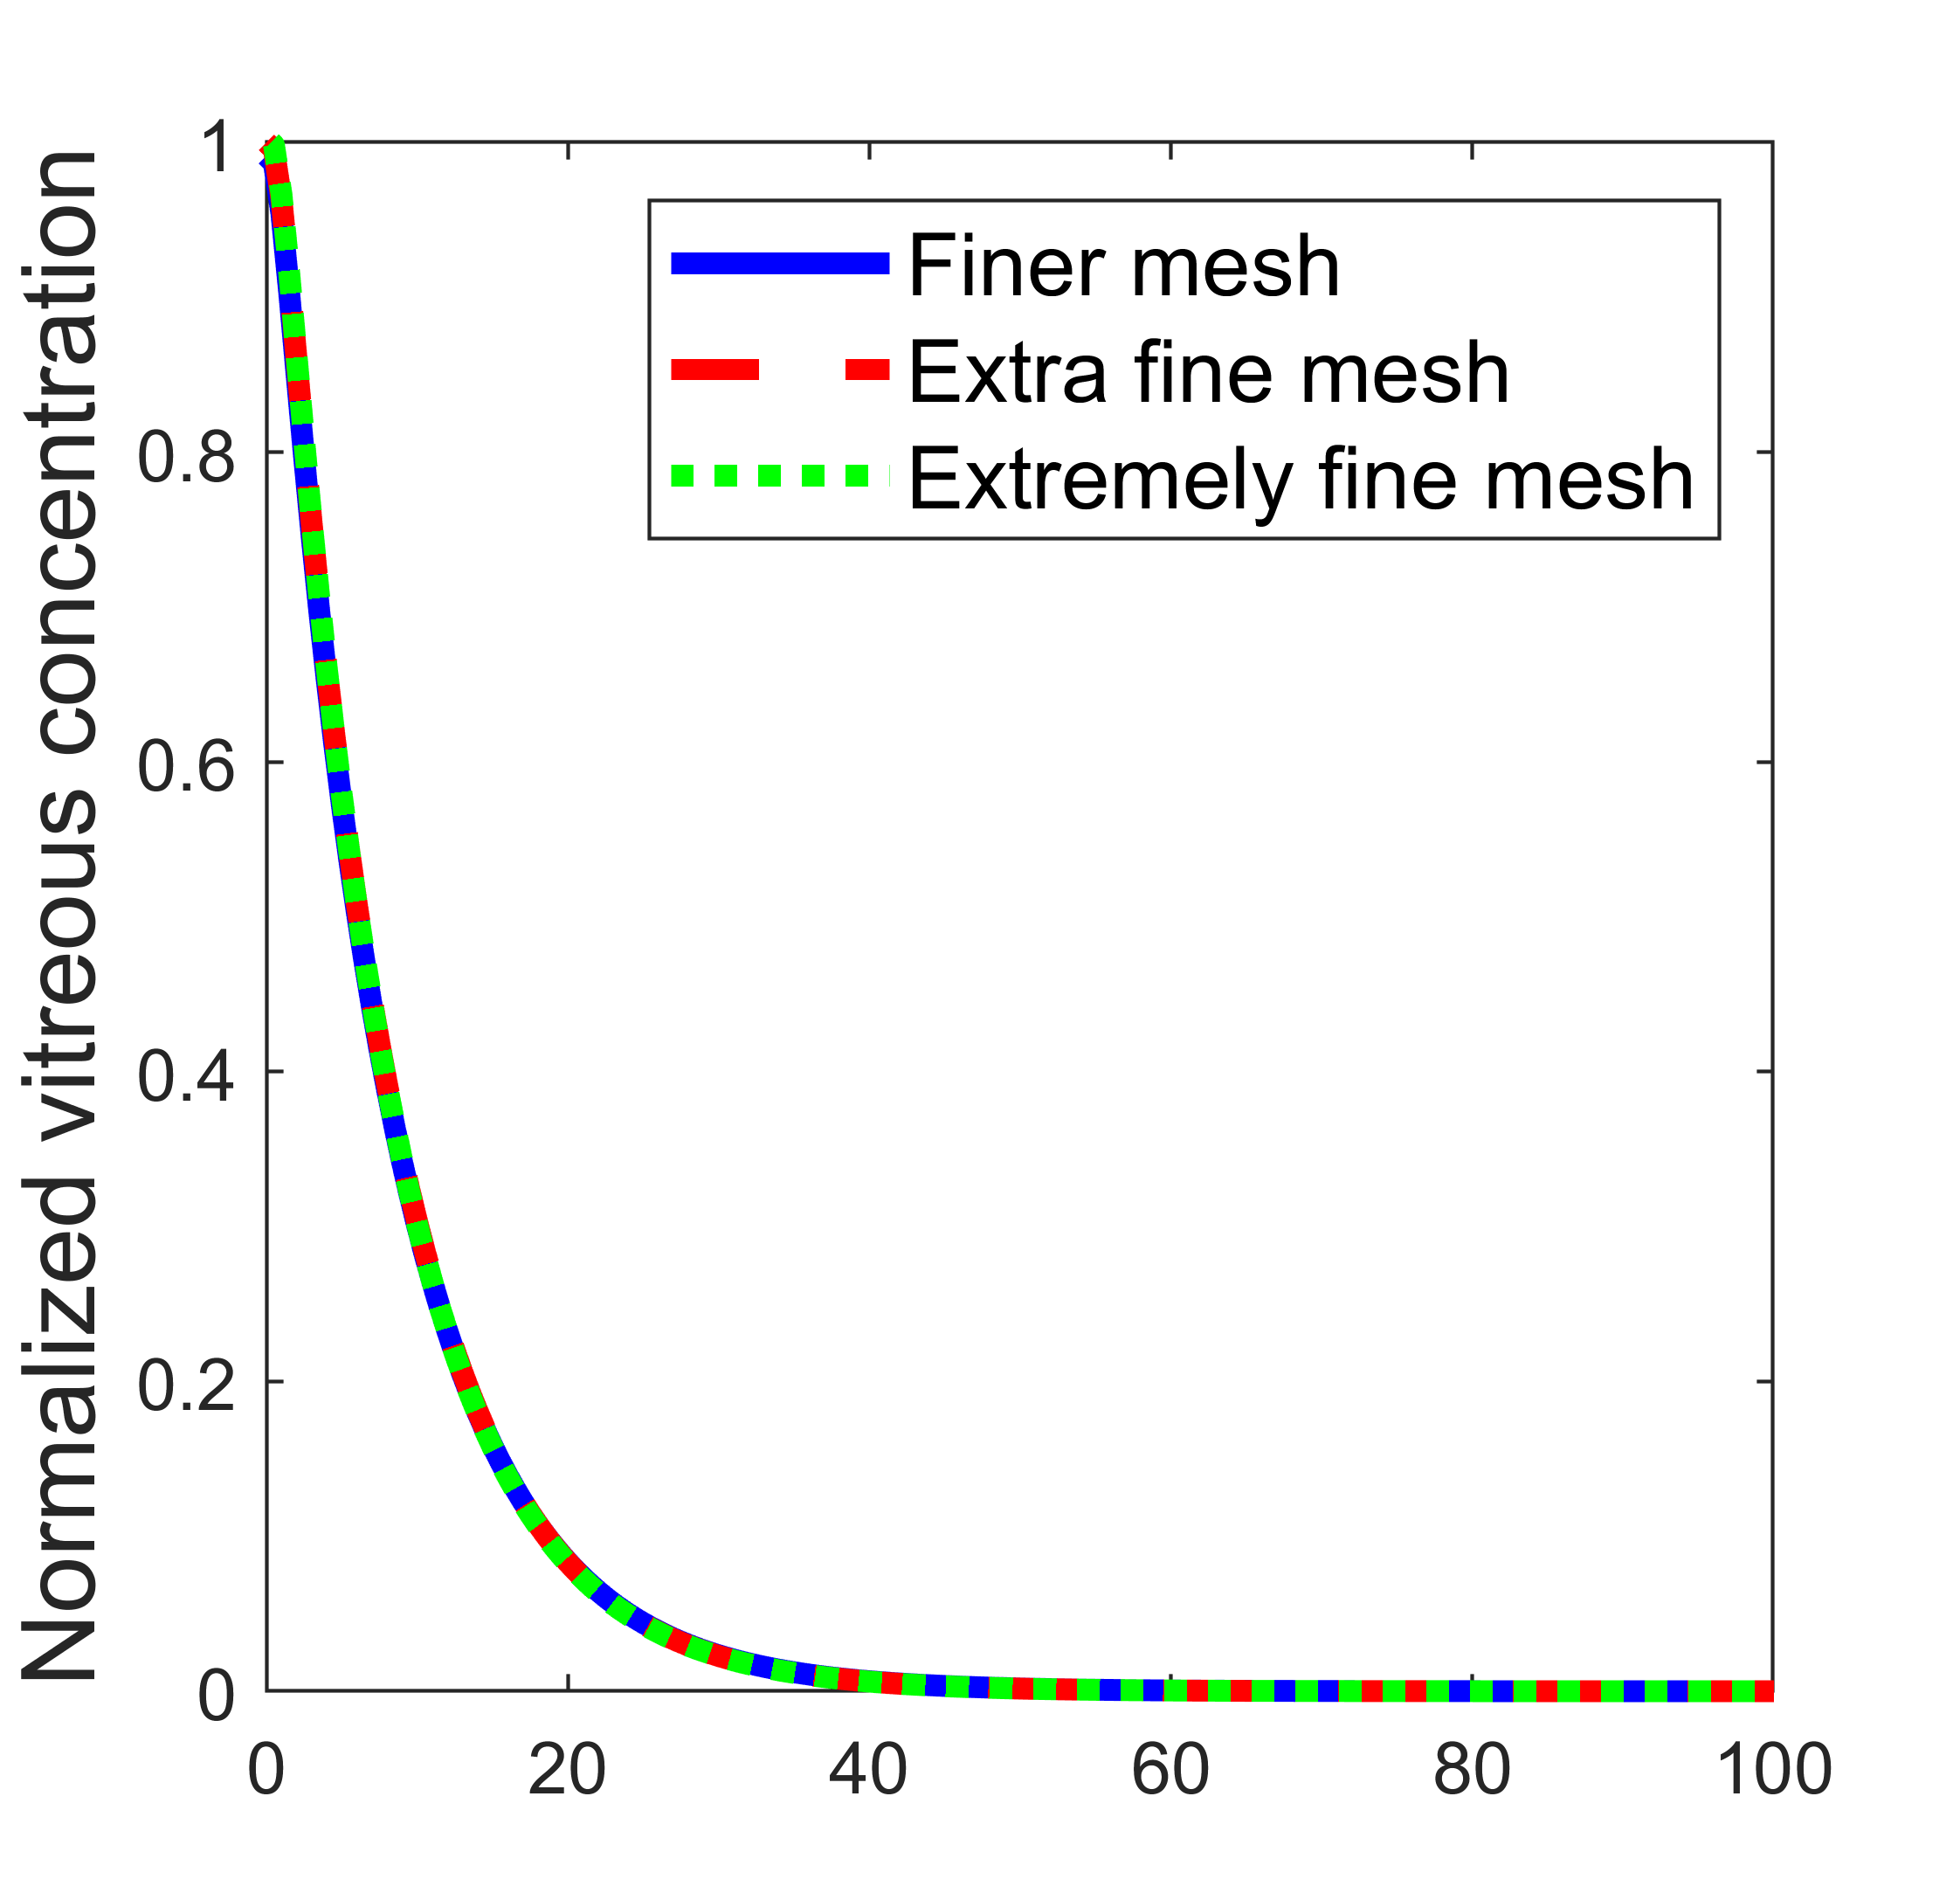 Normalized vitreous concentration
1
0.8
0.6
0.4
0.2
0
0 20 40 60 80 100
Finer mesh
Extra fine mesh
Extremely fine mesh